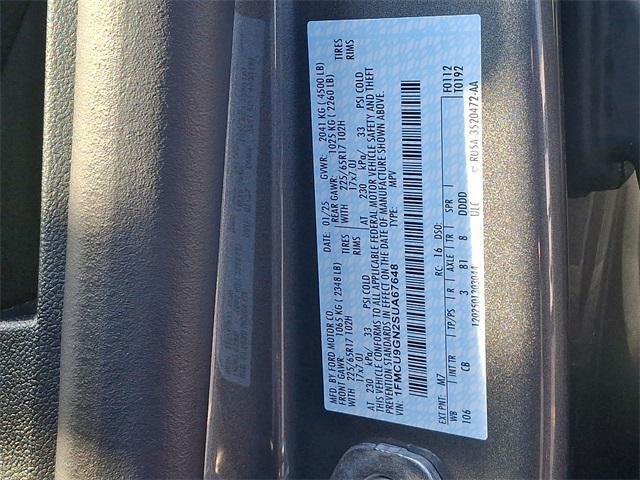 MFD. BY FORD MOTOR CO.
DATE: 01/25 GVWR: 2041 KG ( 4500 LB)
FRONT GAWR: 1065 KG ( 2348 LB) REAR GAWR: 1025 KG ( 2260 LB)
WITH 225/65R17 102H TIRES WITH 225/65R17 102H TIRES
17x7.0J RIMS 17x7.0J RIMS
AT 230 kPa/ 33 PSI COLD AT 230 kPa/ 33 PSI COLD
THIS VEHICLE CONFORMS TO ALL APPLICABLE FEDERAL MOTOR VEHICLE SAFETY AND THEFT
PREVENTION STANDARDS IN EFFECT ON THE DATE OF MANUFACTURE SHOWN ABOVE.
VIN: 1FMCU9GN2SUA67648 TYPE: MPV
EXT PNT: M7 RC: 16 DSO: F0112
WB INT TR TP/PS R AXLE TR SPR T0192
106 CB 3 81 8 DDDD
ULC RUSA 3520472-AA